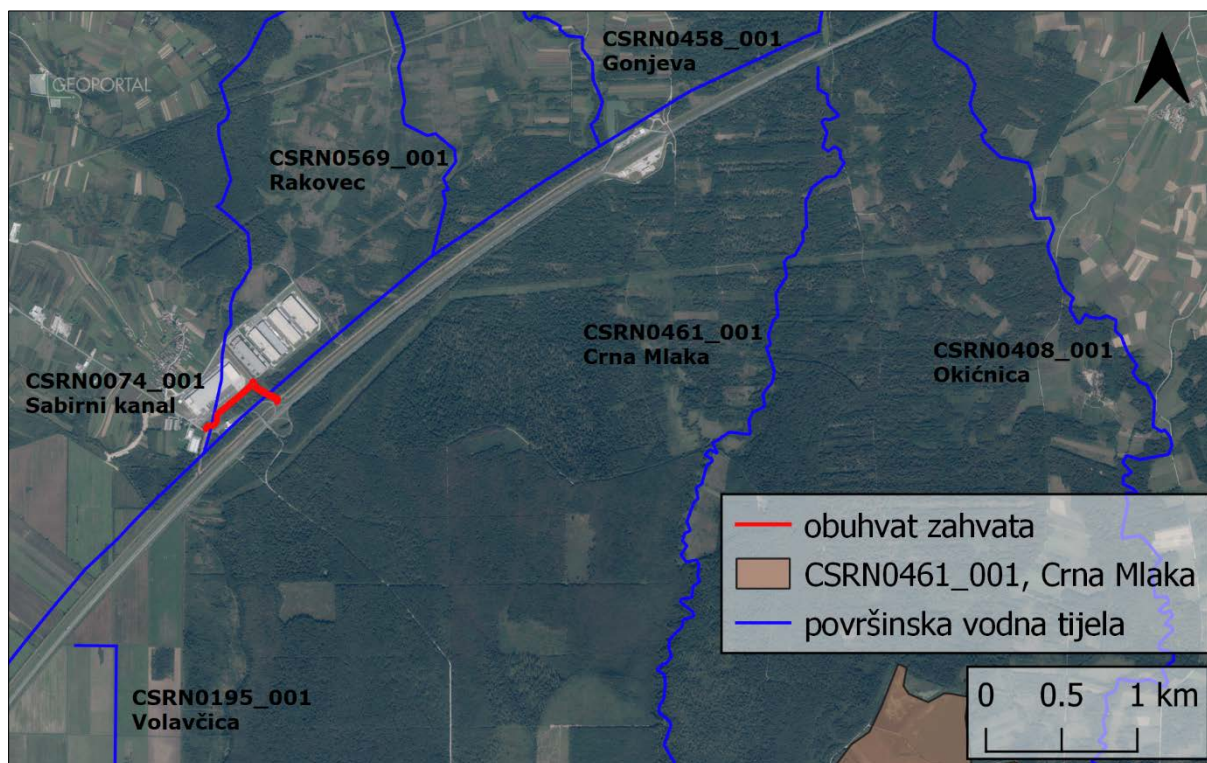 CSRN0458_001
Gonjeva
GEOPORTAL
CSRN0569_001
Rakovec
CSRN0461_001
Crna Mlaka
CSRN0408_001
Okićnica
CSRN0074_001
Sabirni kanal
CSRN0195_001
Volavčica
obuhvat zahvata
CSRN0461_001, Crna Mlaka
površinska vodna tijela
0 0.5 1 km